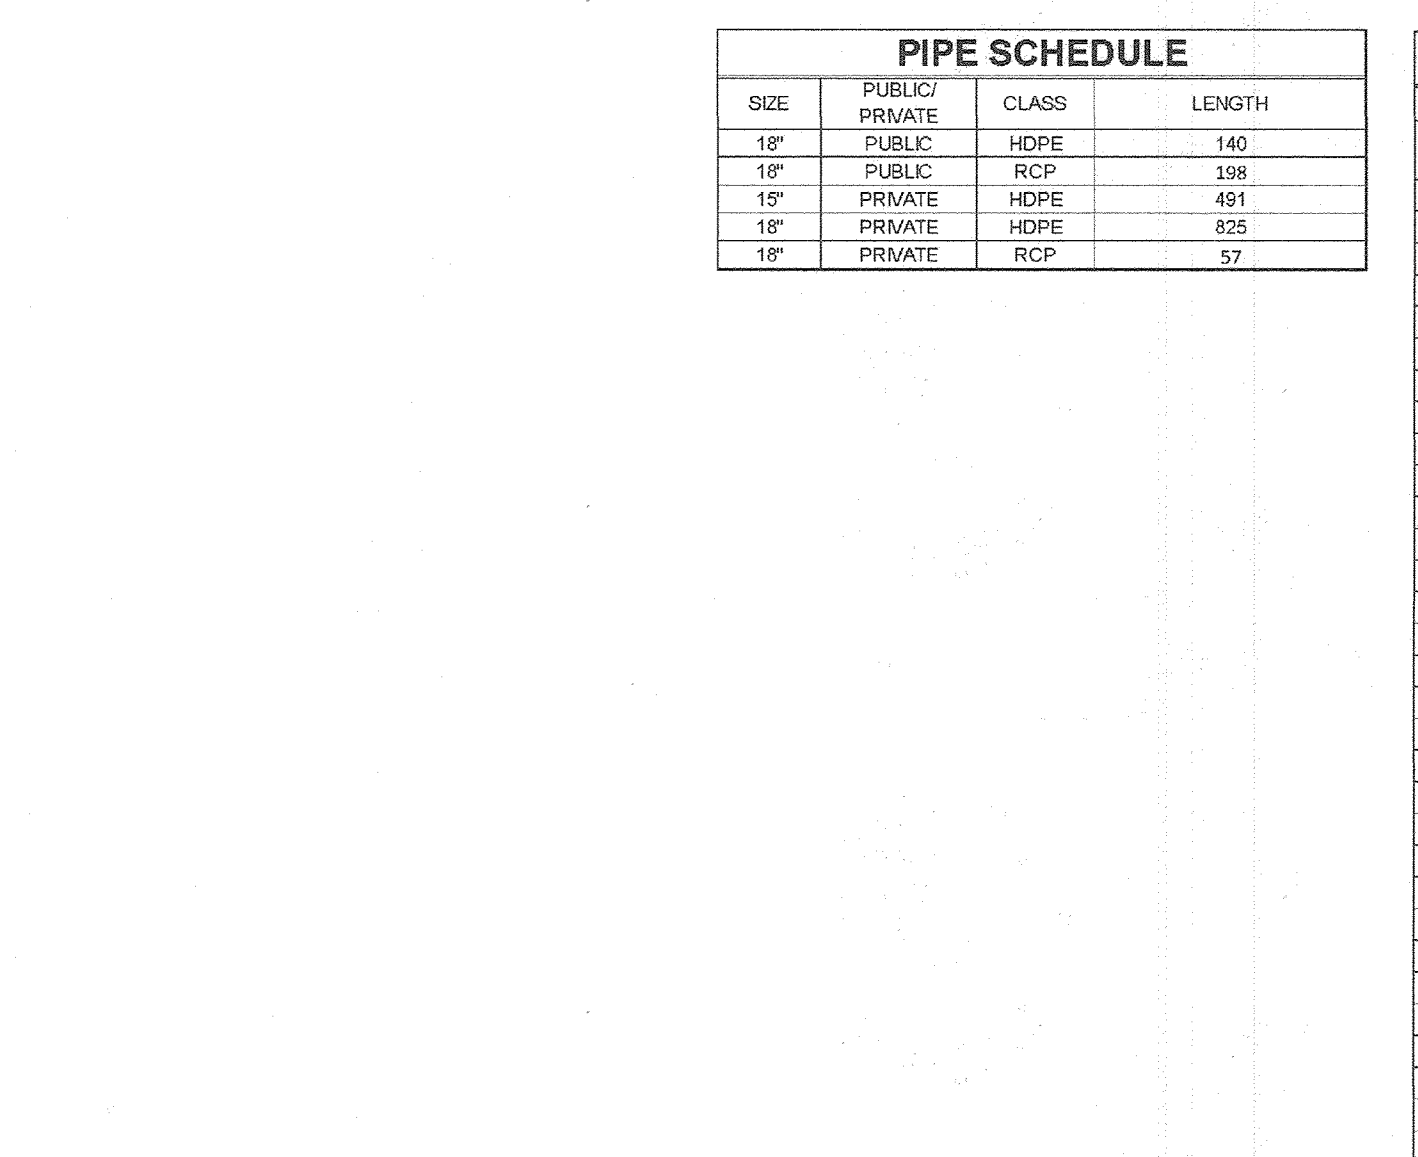 PIPE SCHEDULE
SIZE PUBLIC/ PRIVATE CLASS LENGTH
18" PUBLIC HDPE 140
18" PUBLIC RCP 198
15" PRIVATE HDPE 491
18" PRIVATE HDPE 825
18" PRIVATE RCP 57